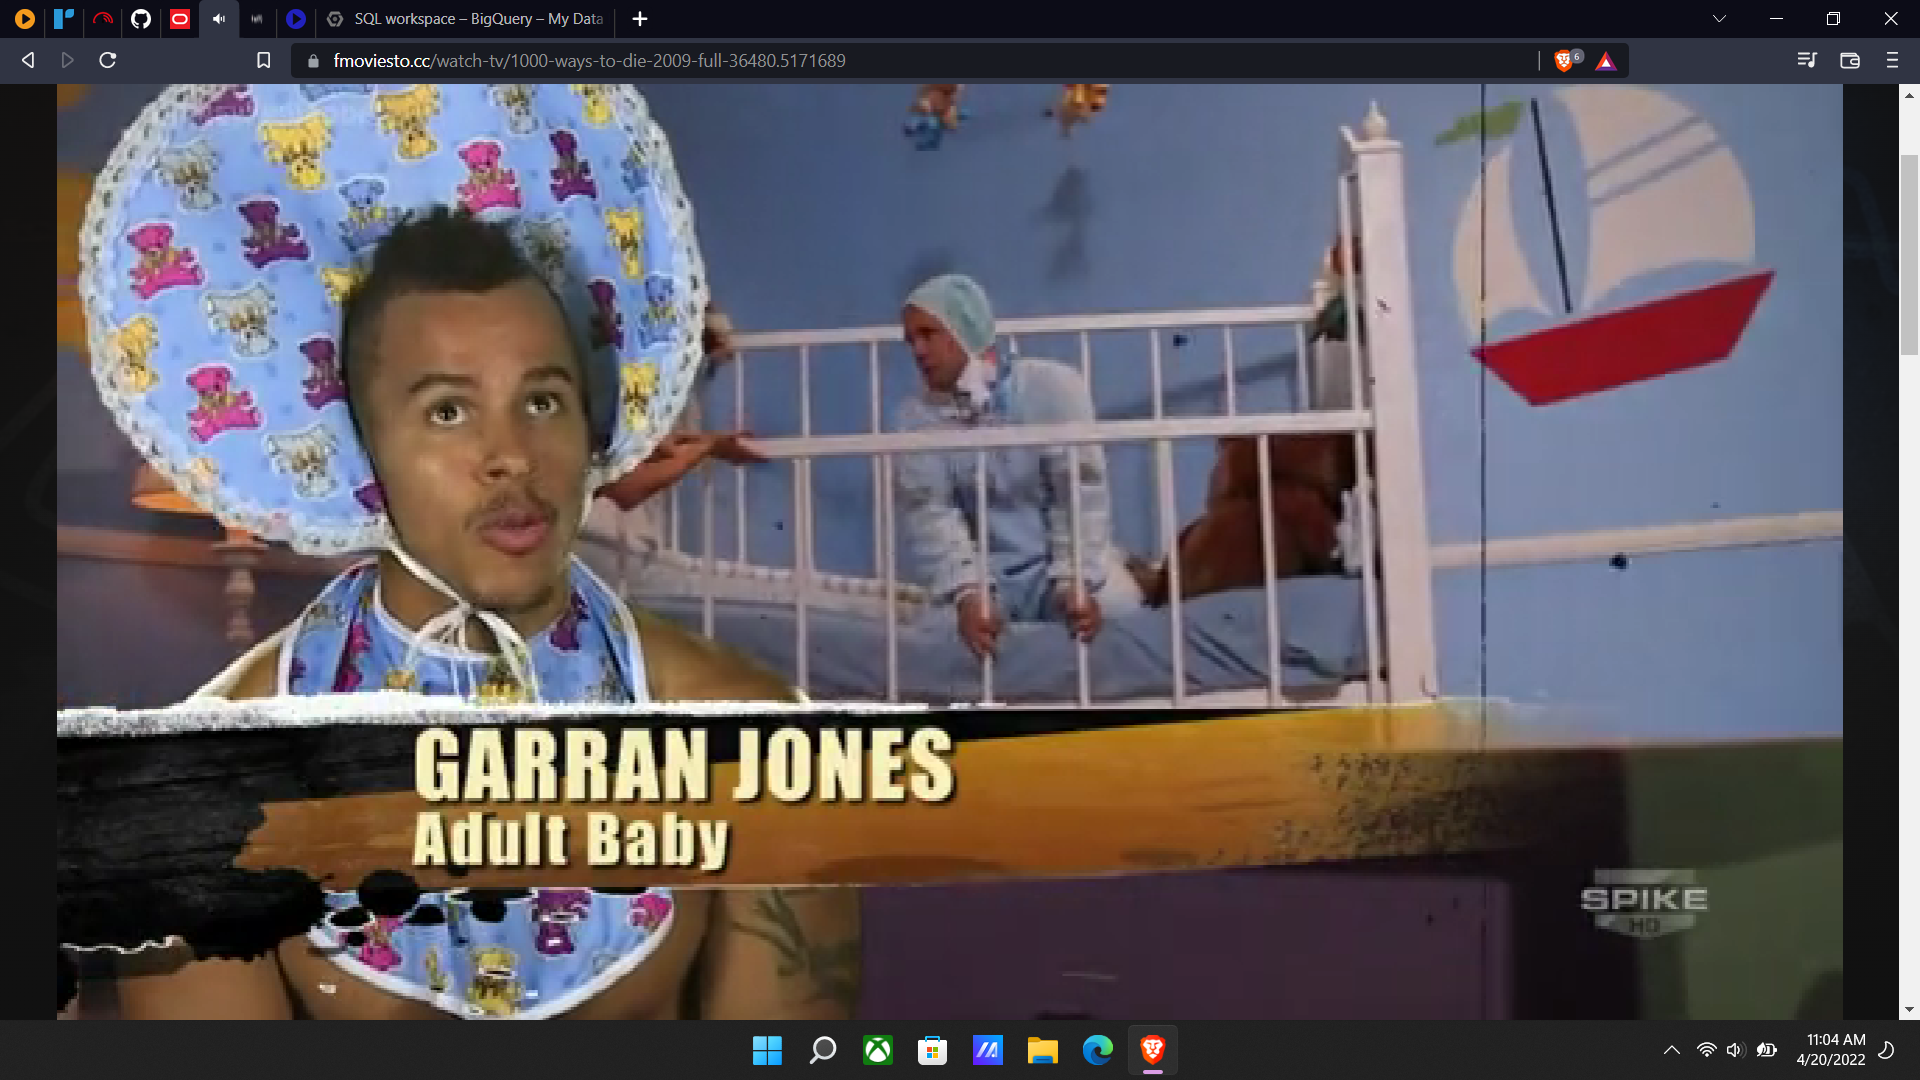 SQL workspace – BigQuery – My Data
fmoviesto.cc/watch-tv/1000-ways-to-die-2009-full-36480.5171689
6
GARRAN JONES
Adult Baby
SPIKE
HD
11:04 AM
4/20/2022